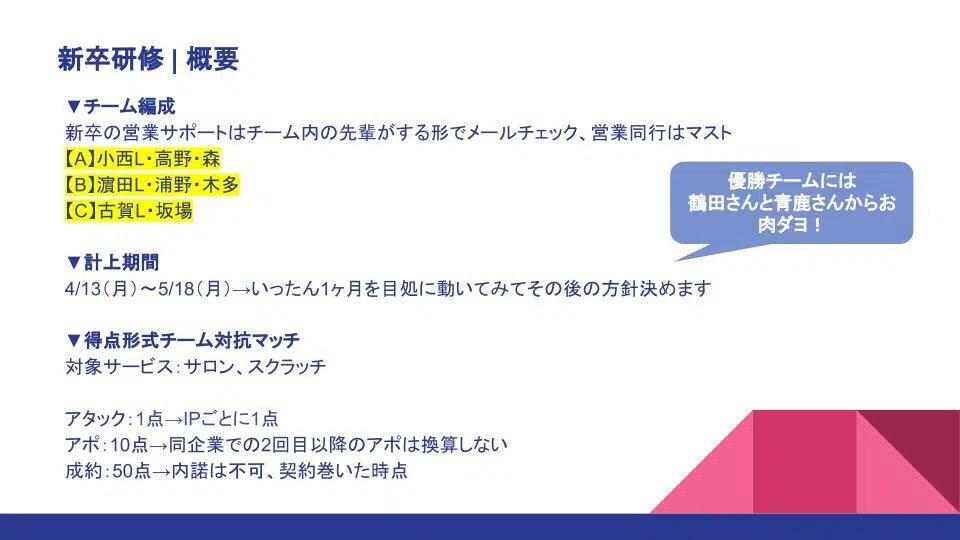 新卒研修 | 概要
▼チーム編成
新卒の営業サポートはチーム内の先輩がする形でメールチェック、営業同行はマスト
【A】小西L・高野・森
【B】濵田L・浦野・木多
【C】古賀L・坂場
優勝チームには
鶴田さんと青鹿さんからお
肉ダヨ！
▼計上期間
4/13（月）～5/18（月）→いったん1ヶ月を目処に動いてみてその後の方針決めます
▼得点形式チーム対抗マッチ
対象サービス：サロン、スクラッチ
アタック：1点→IPごとに1点
アポ：10点→同企業での2回目以降のアポは換算しない
成約：50点→内諾は不可、契約巻いた時点